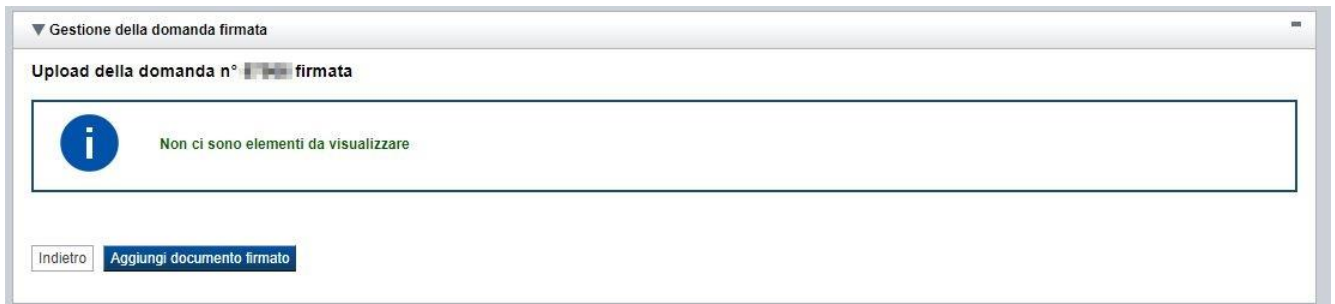 Gestione della domanda firmata
Upload della domanda n° firmata
i
Non ci sono elementi da visualizzare
Indietro
Aggiungi documento firmato